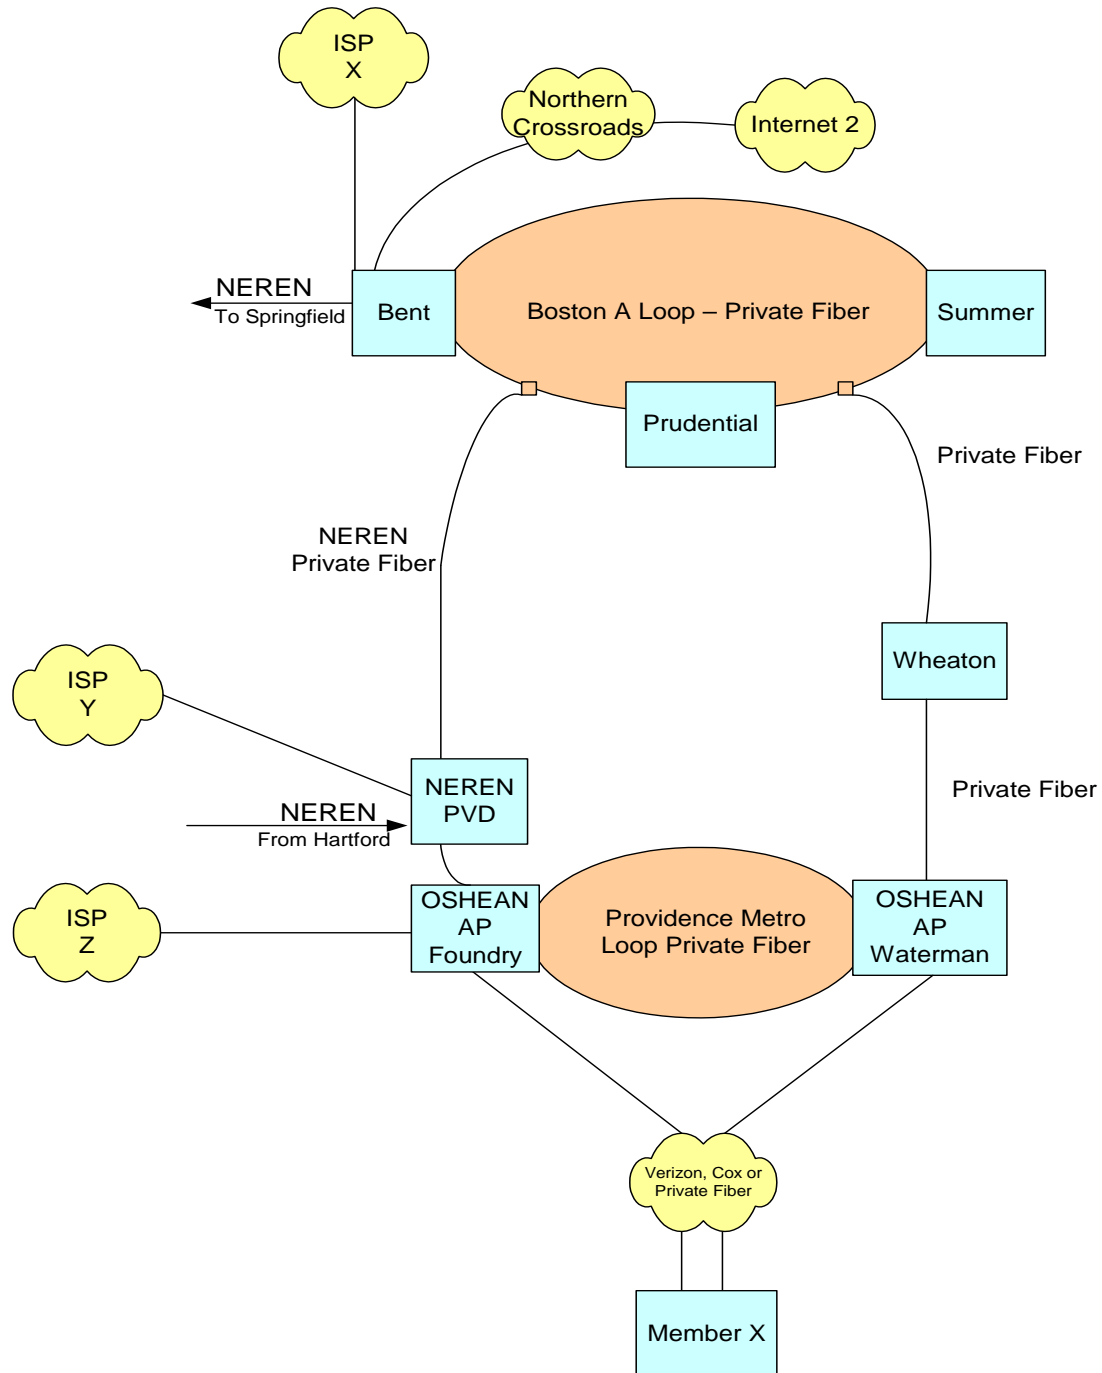 ISP
X
Northern
Crossroads
Internet 2
NEREN
To Springfield
Bent
Boston A Loop – Private Fiber
Summer
Prudential
Private Fiber
NEREN
Private Fiber
Wheaton
ISP
Y
NEREN
PVD
Private Fiber
NEREN
From Hartford
ISP
Z
OSHEAN
AP
Foundry
Providence Metro
Loop Private Fiber
OSHEAN
AP
Waterman
Verizon, Cox or
Private Fiber
Member X